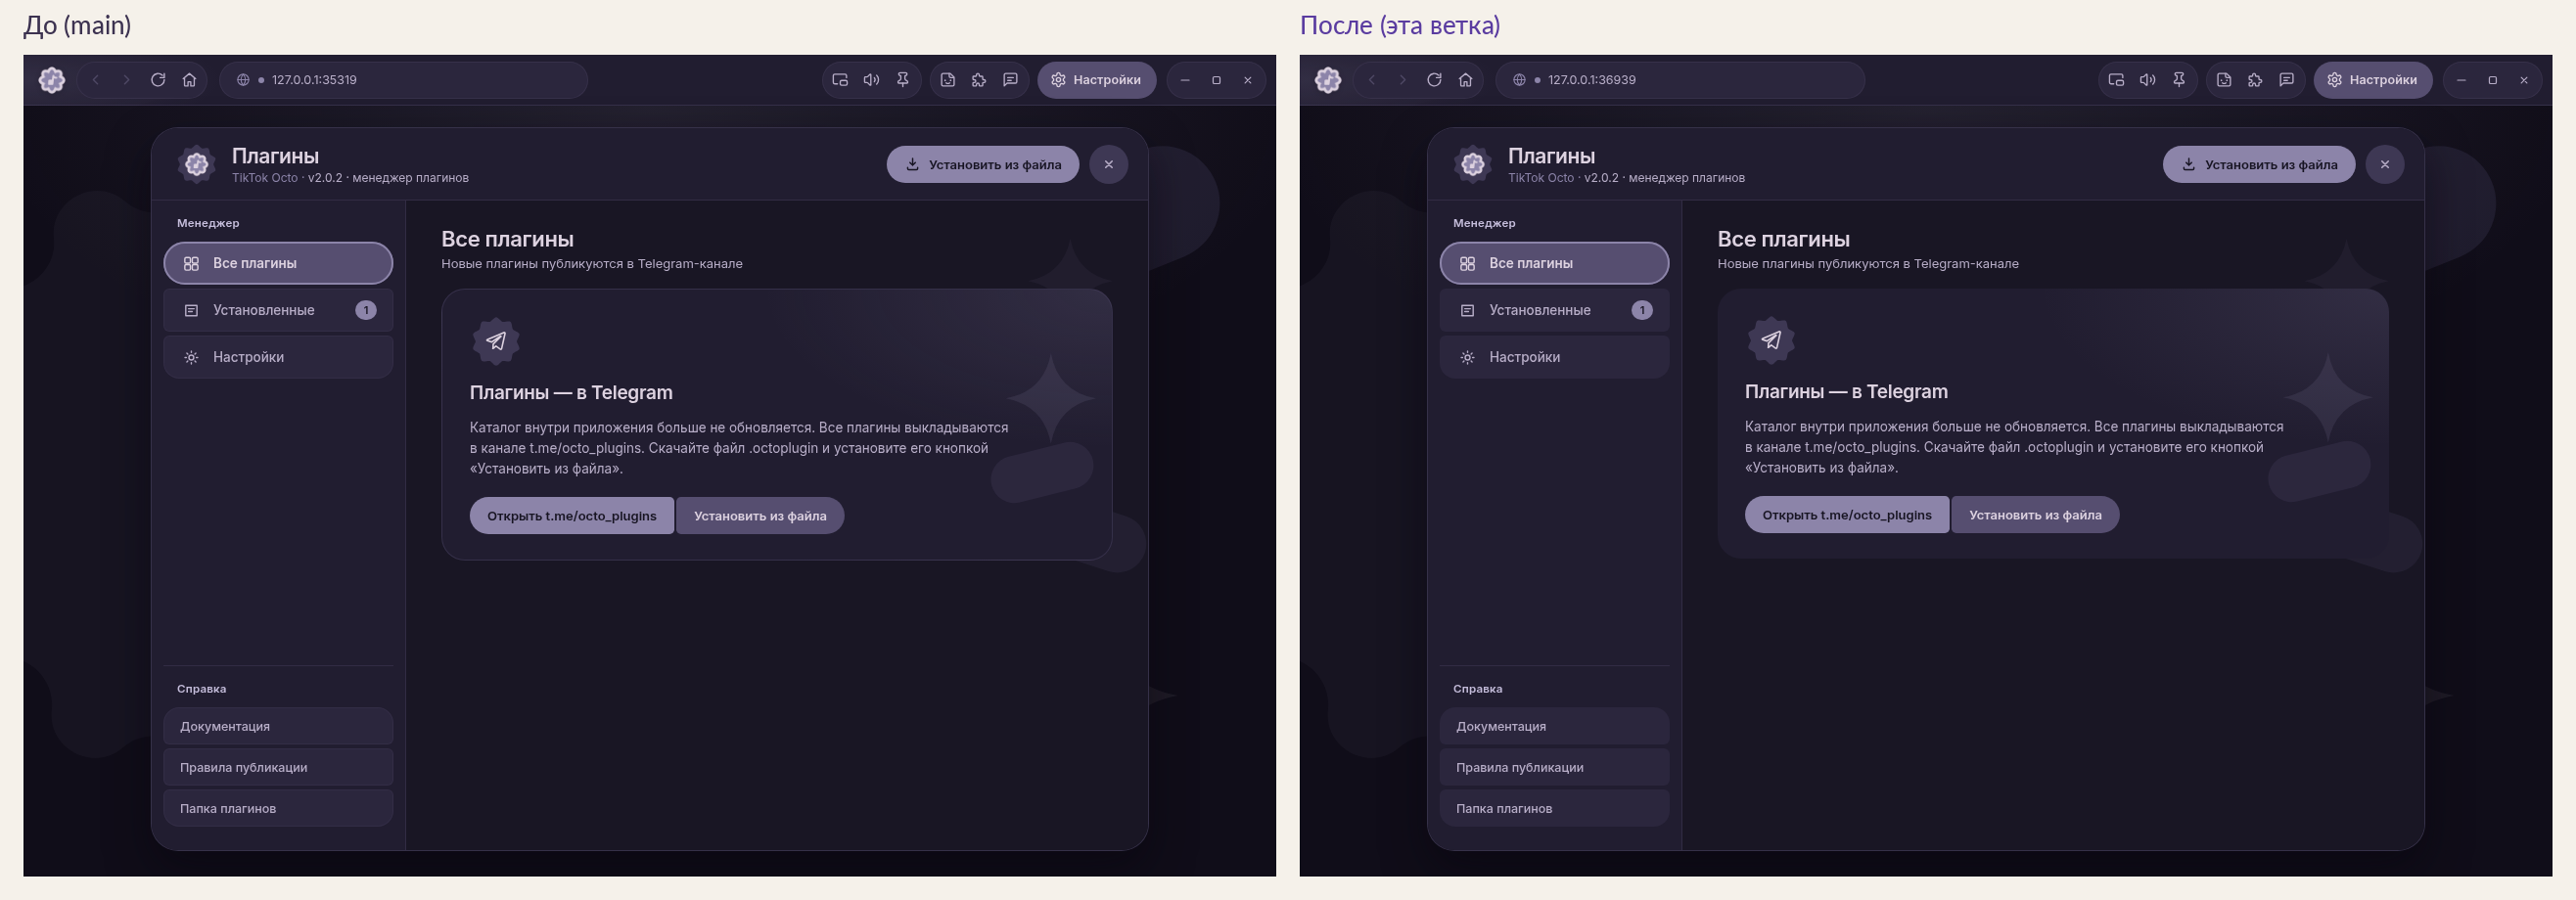 До (main)
127.0.0.1:35319
Настройки
Плагины
TikTok Octo · v2.0.2 · менеджер плагинов
Установить из файла
Менеджер
Все плагины
Установленные
1
Настройки
Справка
Документация
Правила публикации
Папка плагинов
Все плагины
Новые плагины публикуются в Telegram-канале
Плагины — в Telegram
Каталог внутри приложения больше не обновляется. Все плагины выкладываются
в канале t.me/octo_plugins. Скачайте файл .octoplugin и установите его кнопкой
«Установить из файла».
Открыть t.me/octo_plugins
Установить из файла
После (эта ветка)
127.0.0.1:36939
Настройки
Плагины
TikTok Octo · v2.0.2 · менеджер плагинов
Установить из файла
Менеджер
Все плагины
Установленные
1
Настройки
Справка
Документация
Правила публикации
Папка плагинов
Все плагины
Новые плагины публикуются в Telegram-канале
Плагины — в Telegram
Каталог внутри приложения больше не обновляется. Все плагины выкладываются
в канале t.me/octo_plugins. Скачайте файл .octoplugin и установите его кнопкой
«Установить из файла».
Открыть t.me/octo_plugins
Установить из файла